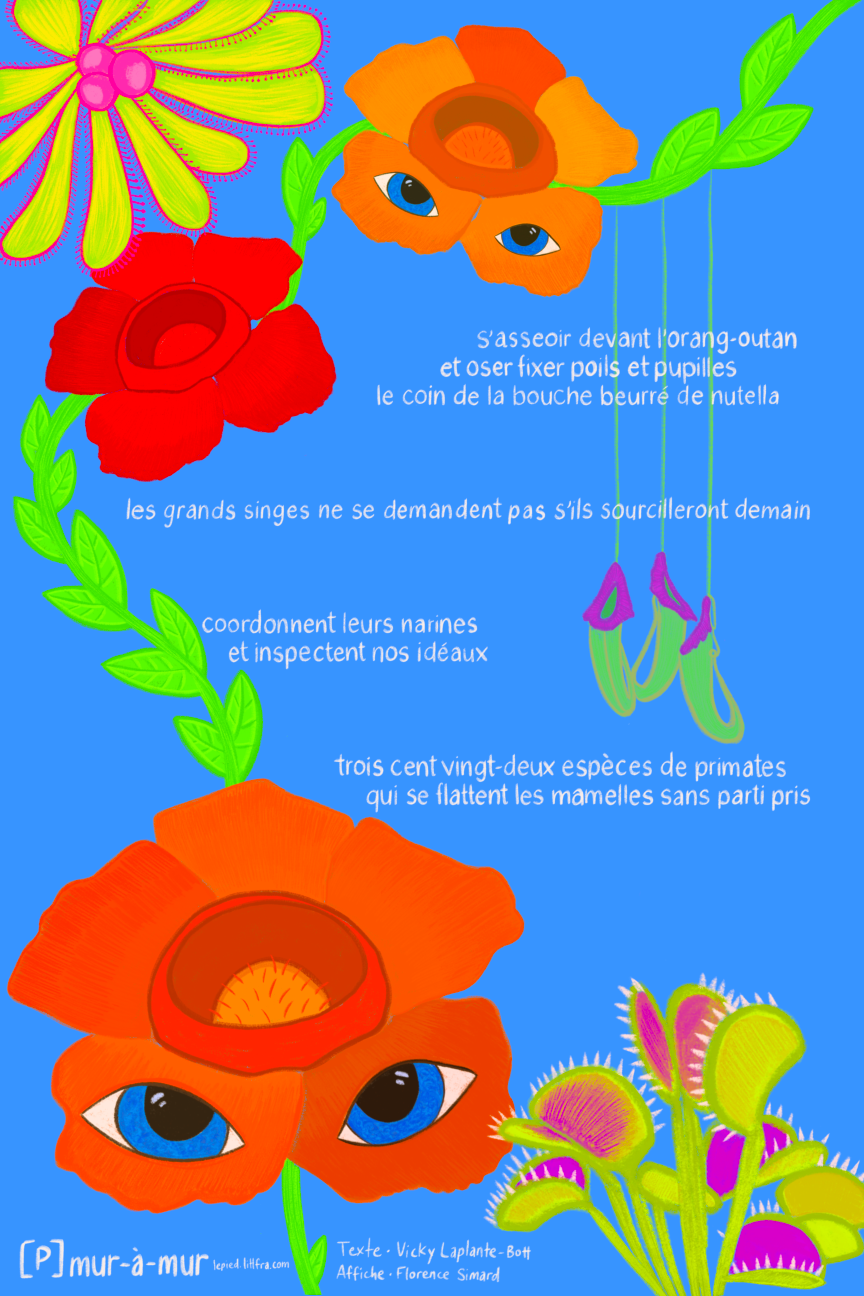 s'asseoir devant l'orang-outan
et oser fixer poils et pupilles
le coin de la bouche beurré de nutella
les grands singes ne se demandent pas s'ils sourcilleront demain
coordonnent leurs narines
et inspectent nos idéaux
trois cent vingt-deux espèces de primates
qui se flattent les mamelles sans parti pris
[P] mur-à-mur lepied.littfra.com
Texte · Vicky Laplante-Bott
Affiche · Florence Simard